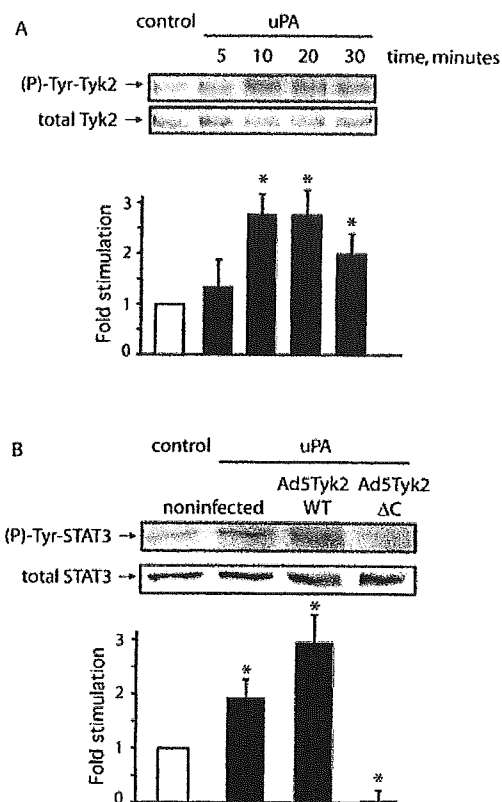 A
control uPA
5 10 20 30 time, minutes
(P)-Tyr-Tyk2 →
total Tyk2 →
* * *
3
2
1
0
Fold stimulation
B
control uPA
Ad5Tyk2 Ad5Tyk2
noninfected WT ΔC
(P)-Tyr-STAT3 →
total STAT3 →
* * *
3
2
1
0
Fold stimulation